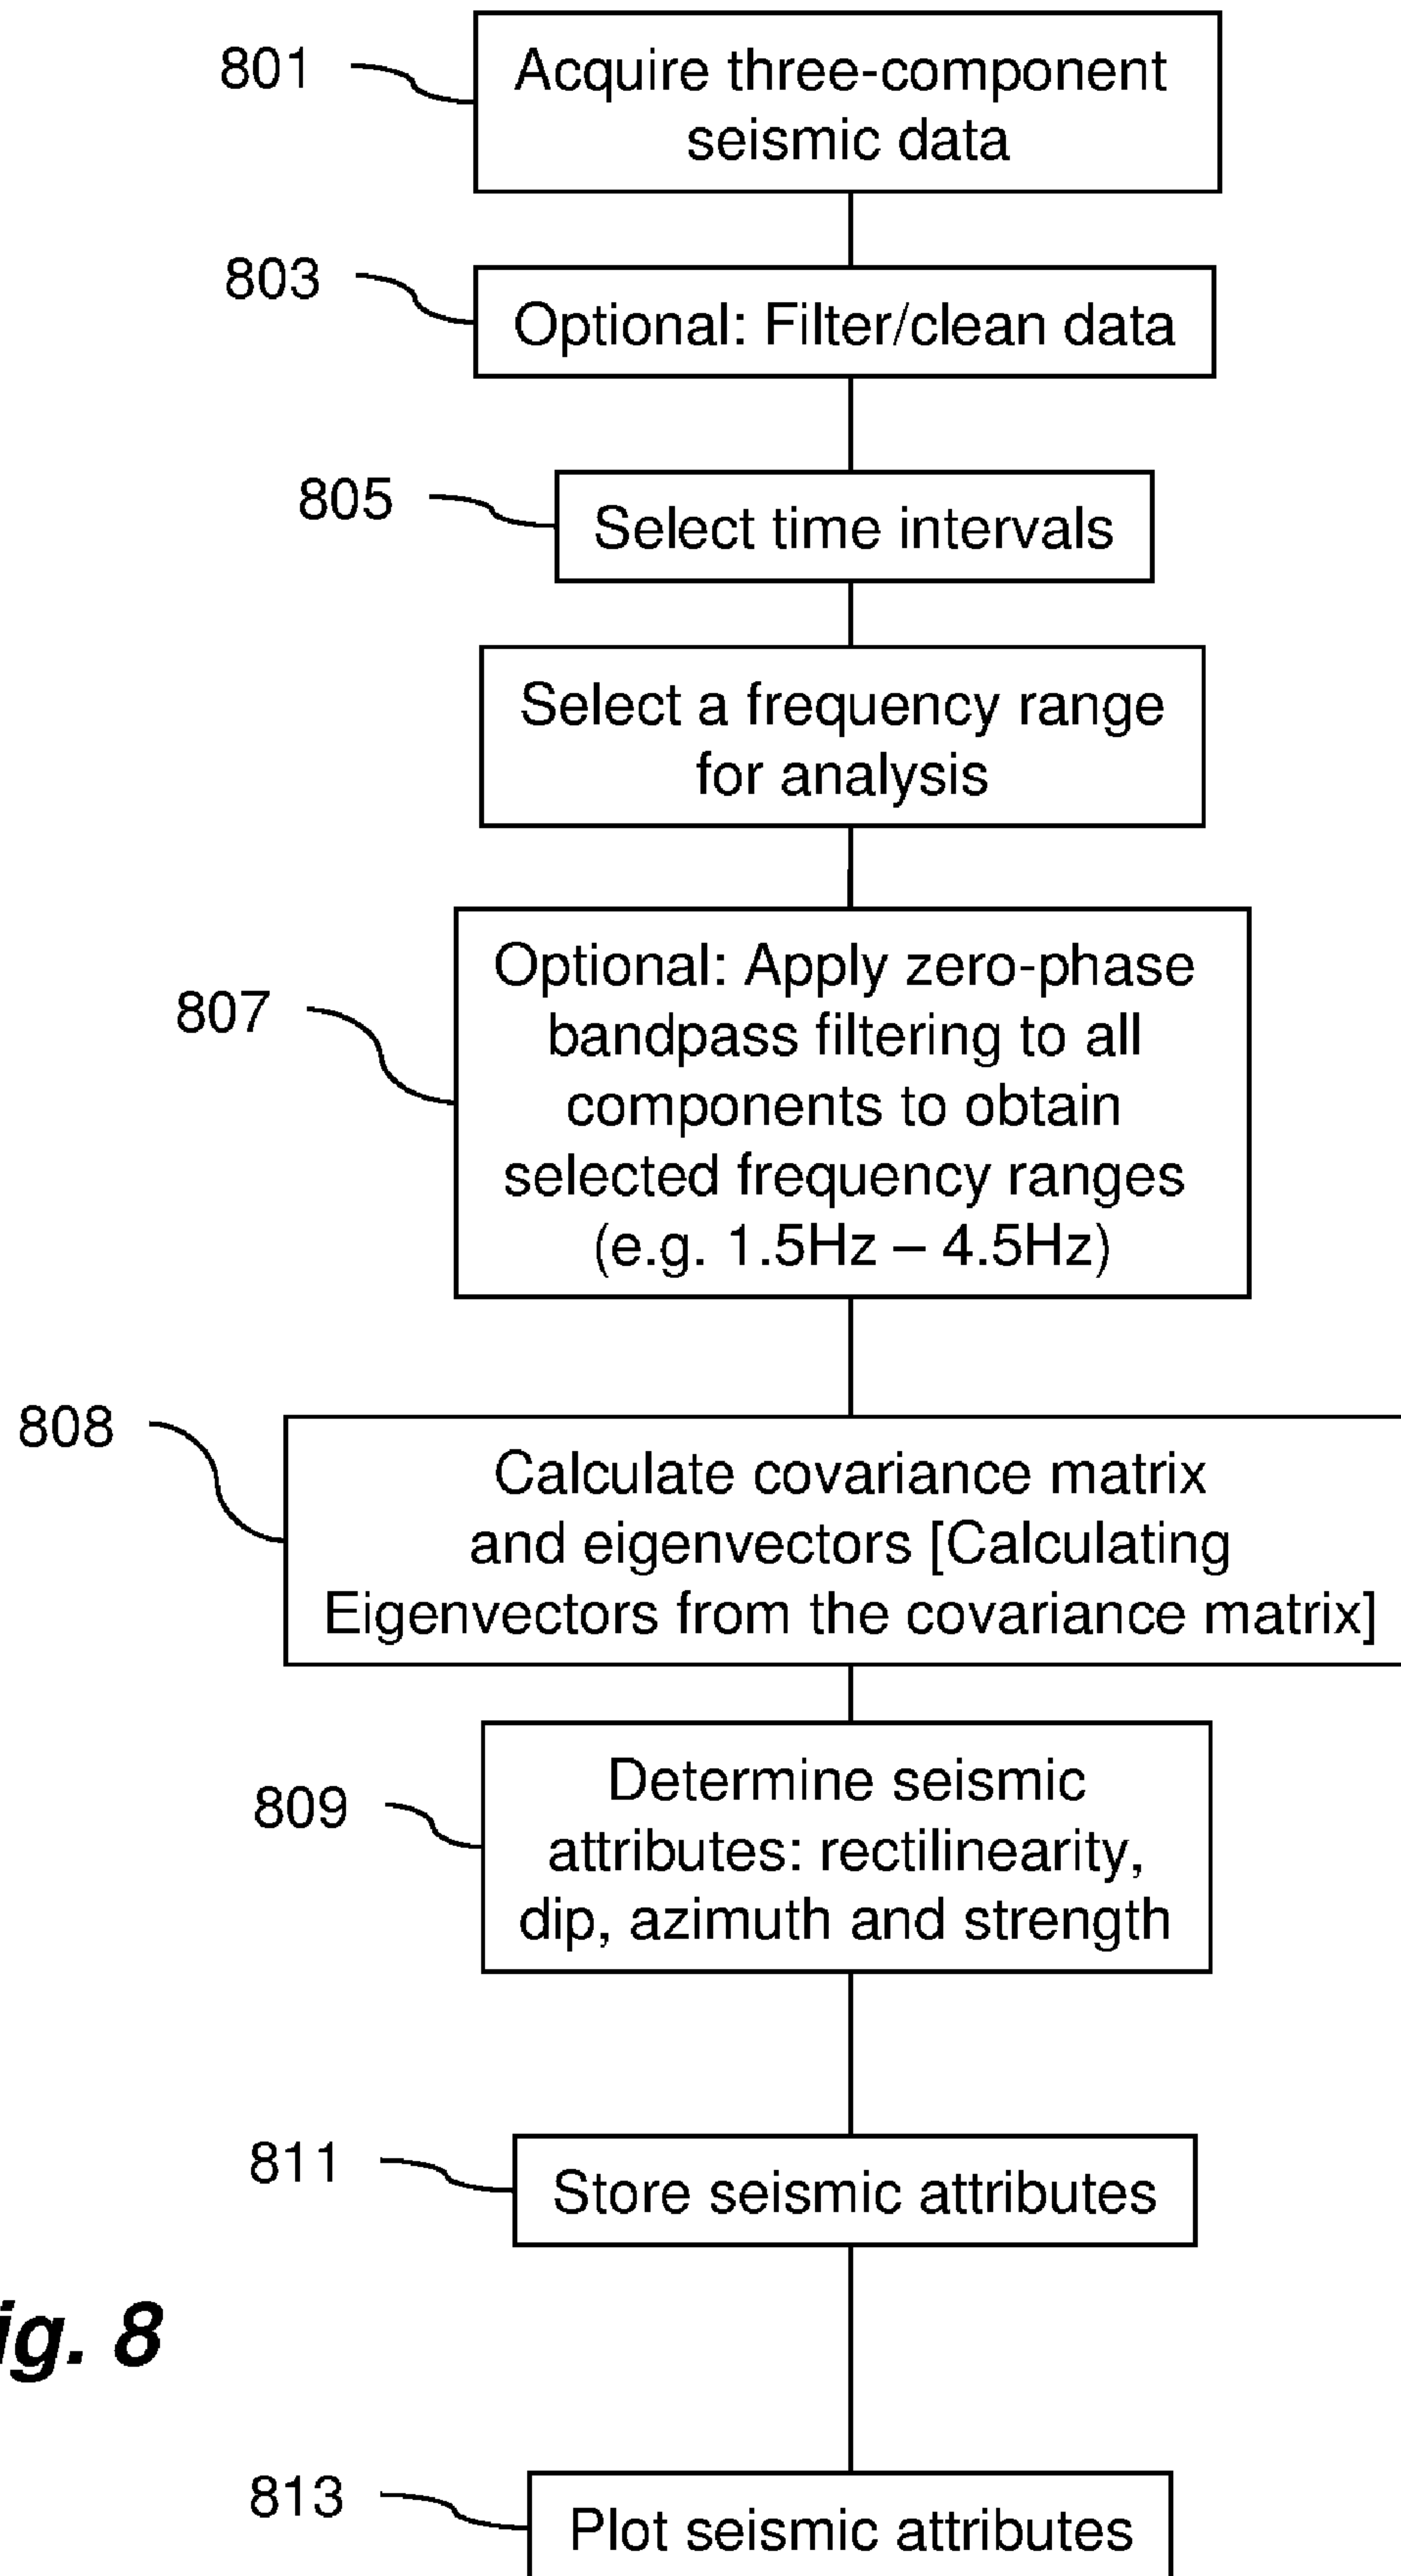 801
Acquire three-component
seismic data
803
Optional: Filter/clean data
805
Select time intervals
Select a frequency range
for analysis
807
Optional: Apply zero-phase
bandpass filtering to all
components to obtain
selected frequency ranges
(e.g. 1.5Hz – 4.5Hz)
808
Calculate covariance matrix
and eigenvectors [Calculating
Eigenvectors from the covariance matrix]
809
Determine seismic
attributes: rectilinearity,
dip, azimuth and strength
811
Store seismic attributes
ig. 8
813
Plot seismic attributes